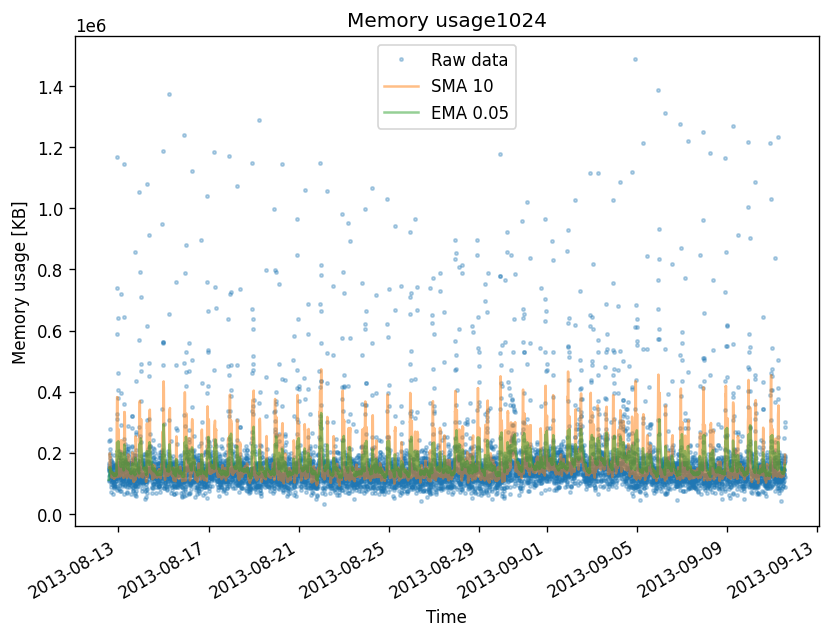 Memory usage1024
1e6
Raw data
SMA 10
EMA 0.05
1.4
1.2
1.0
0.8
0.6
0.4
0.2
0.0
Memory usage [KB]
2013-08-13
2013-08-17
2013-08-21
2013-08-25
2013-08-29
2013-09-01
2013-09-05
2013-09-09
2013-09-13
Time